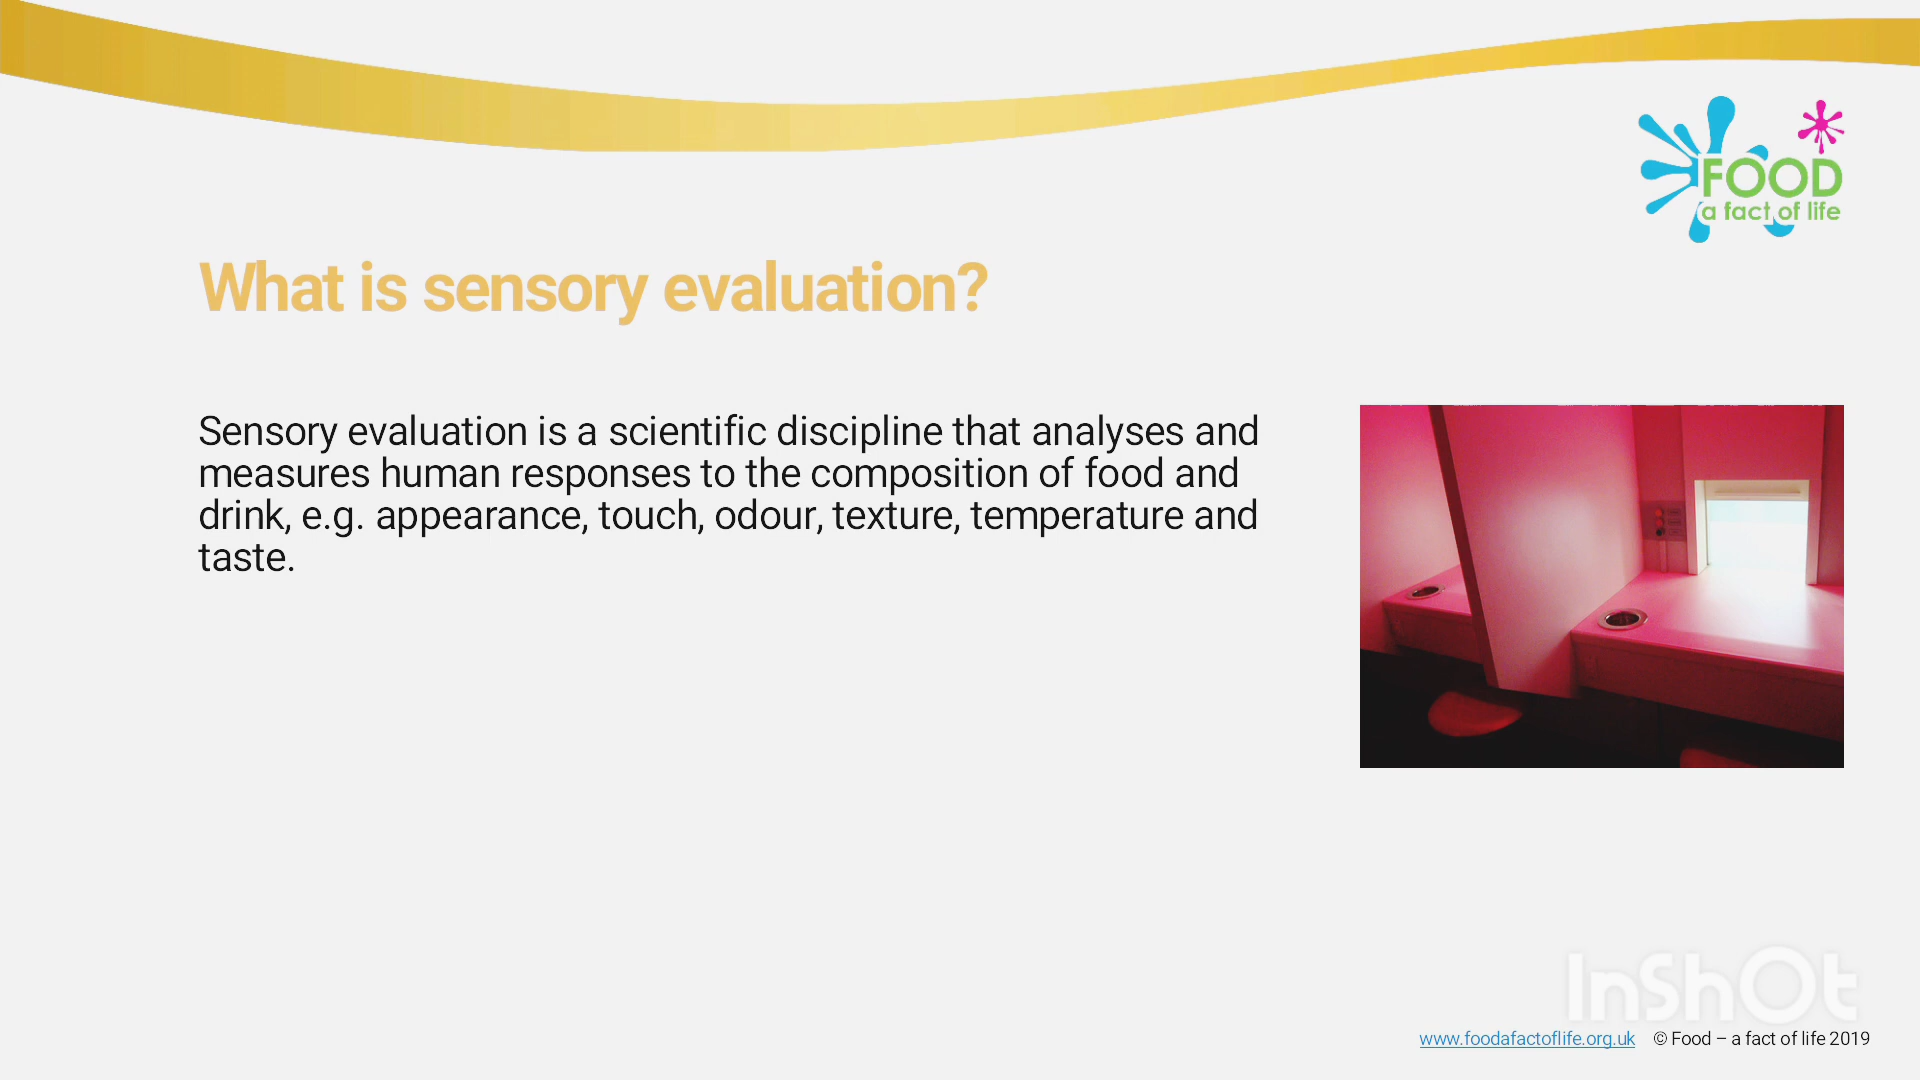 FOOD
a fact of life
What is sensory evaluation?
Sensory evaluation is a scientific discipline that analyses and
measures human responses to the composition of food and
drink, e.g. appearance, touch, odour, texture, temperature and
taste.
InShOt
www.foodafactoflife.org.uk © Food – a fact of life 2019